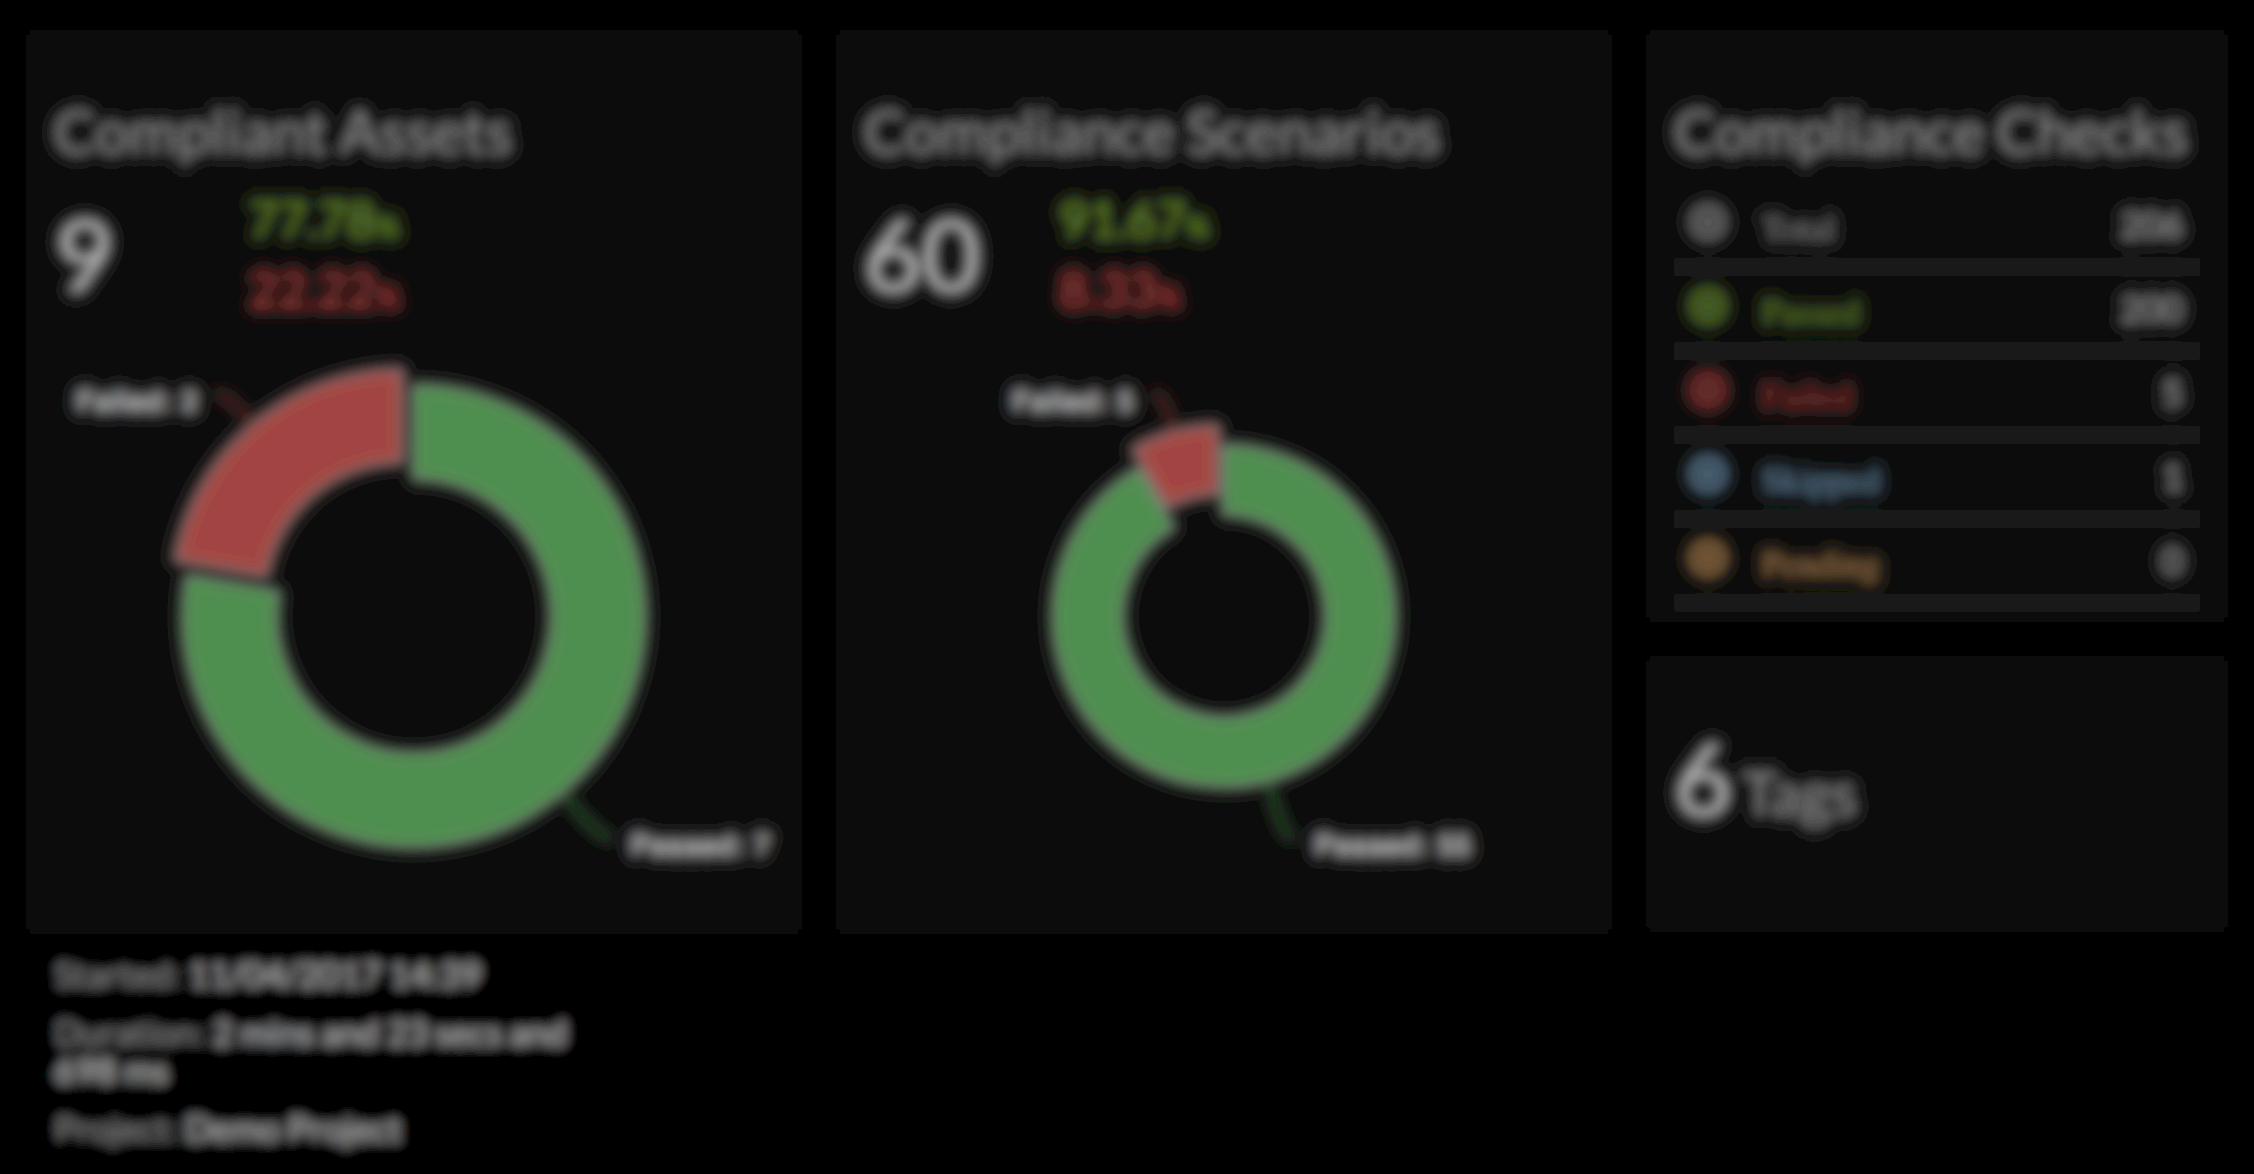 Compliant Assets
9
77.78%
22.22%
Failed: 2
Passed: 7
Compliance Scenarios
60
91.67%
8.33%
Failed: 5
Passed: 55
Compliance Checks
Total 206
Passed 200
Failed 5
Skipped 1
Pending 0
6 Tags
Started: 11/04/2017 14:39
Duration: 2 mins and 23 secs and
698 ms
Project: Demo Project